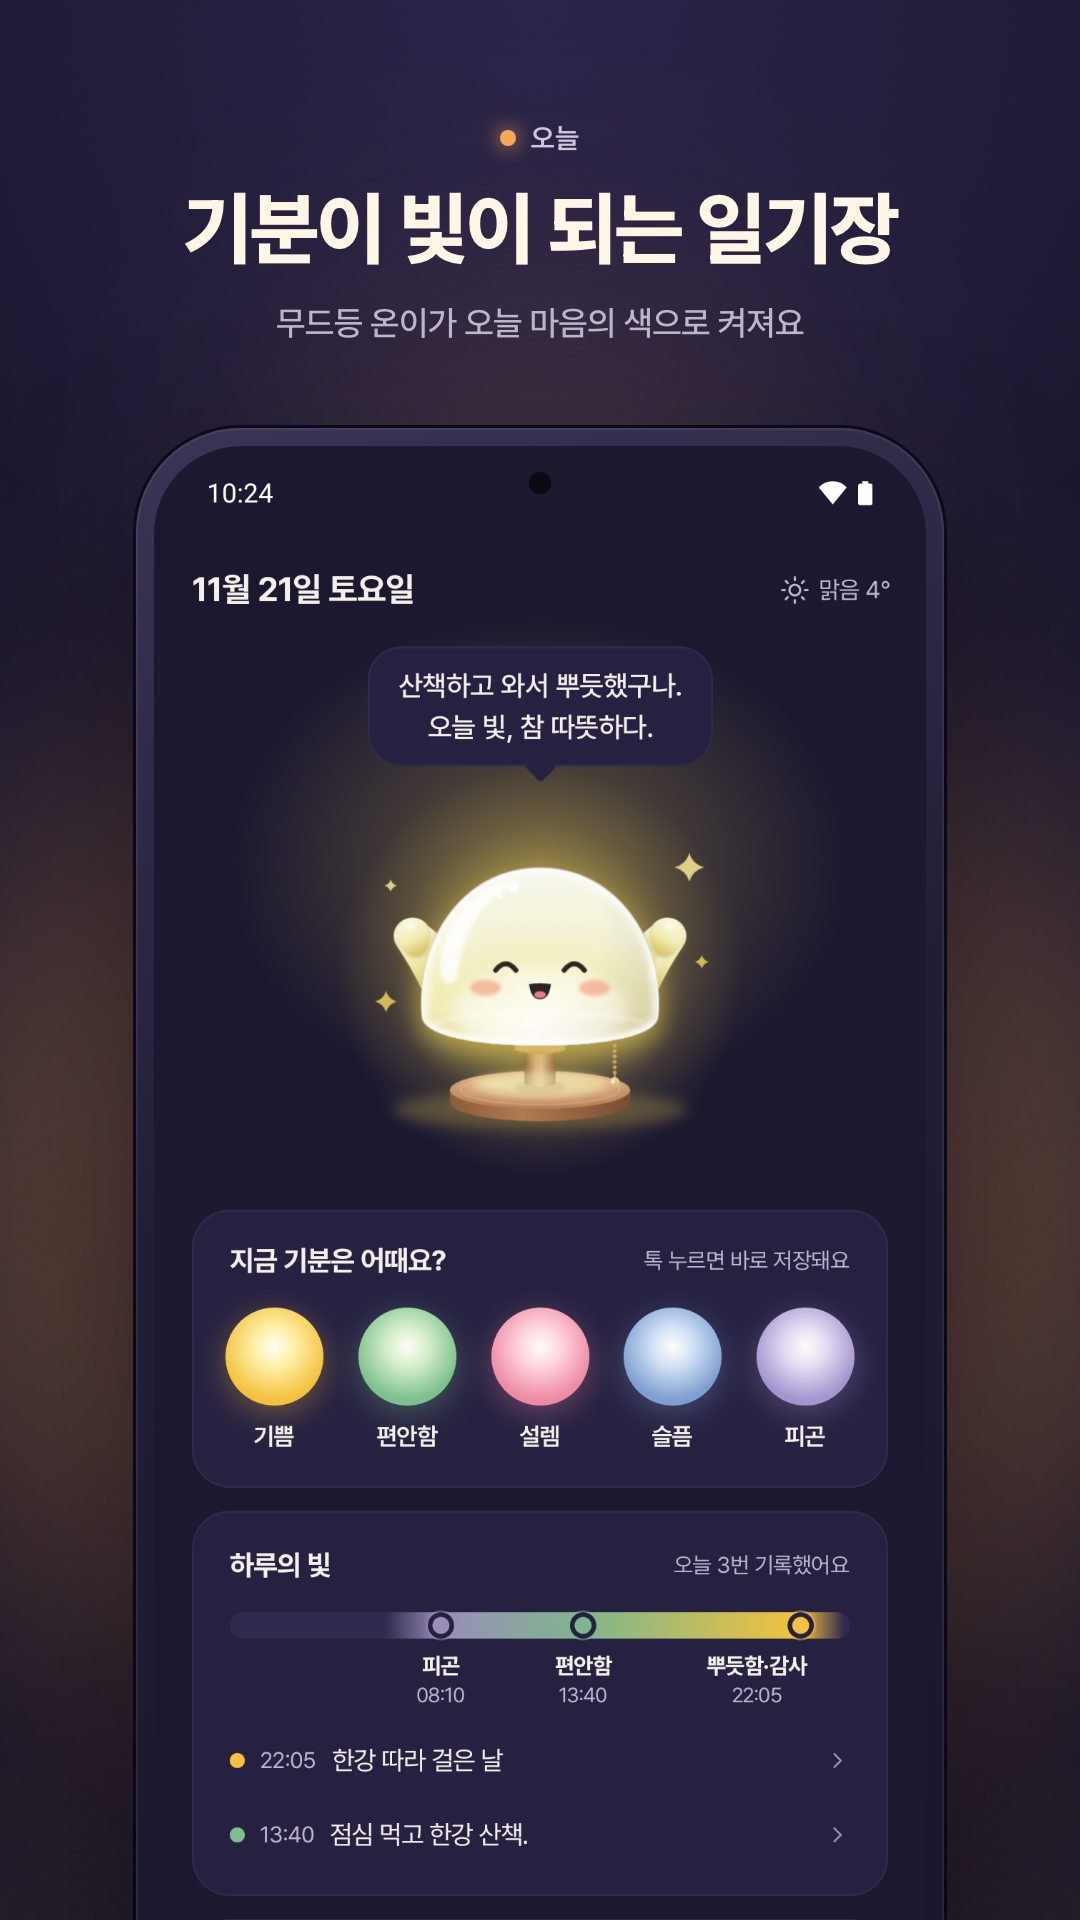 오늘
기분이 빛이 되는 일기장
무드등 온이가 오늘 마음의 색으로 켜져요
10:24
11월 21일 토요일
맑음 4°
산책하고 와서 뿌듯했구나.
오늘 빛, 참 따뜻하다.
지금 기분은 어때요?
톡 누르면 바로 저장돼요
기쁨
편안함
설렘
슬픔
피곤
하루의 빛
오늘 3번 기록했어요
피곤
08:10
편안함
13:40
뿌듯함·감사
22:05
22:05 한강 따라 걸은 날
13:40 점심 먹고 한강 산책.